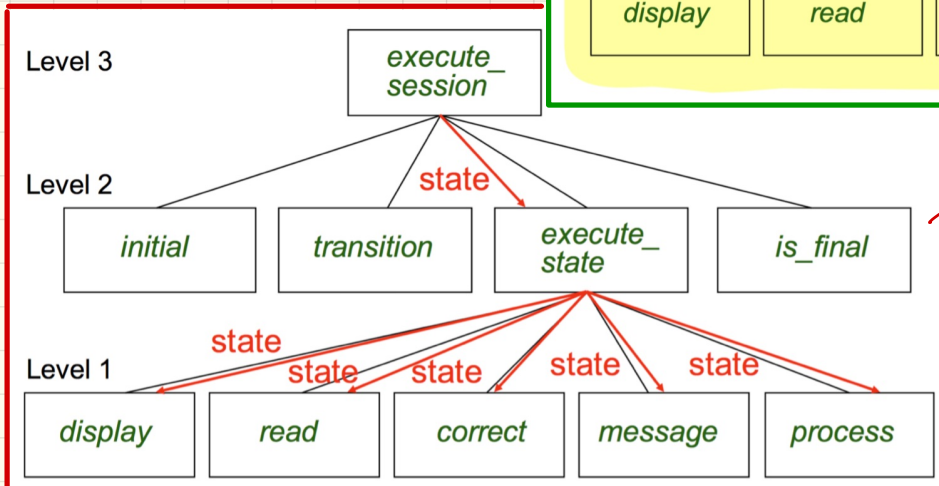 display read
Level 3
execute_
session
state
Level 2
initial transition execute_
state is_final
state
state state state state
Level 1
display read correct message process